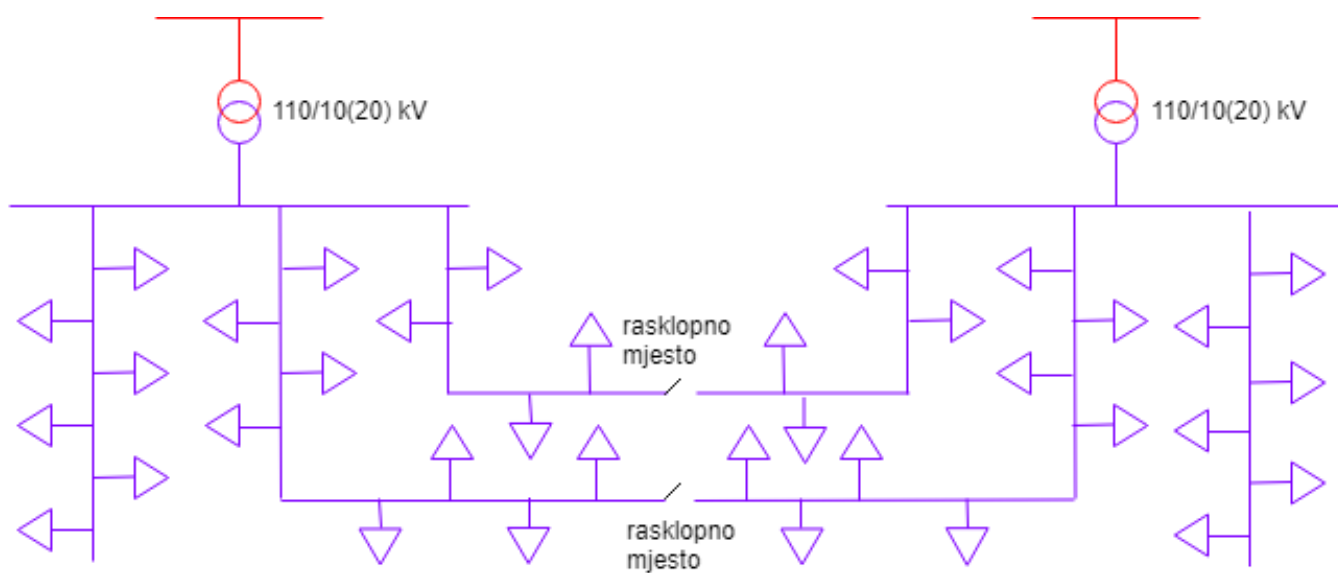 110/10(20) kV
110/10(20) kV
rasklopno
mjesto
rasklopno
mjesto